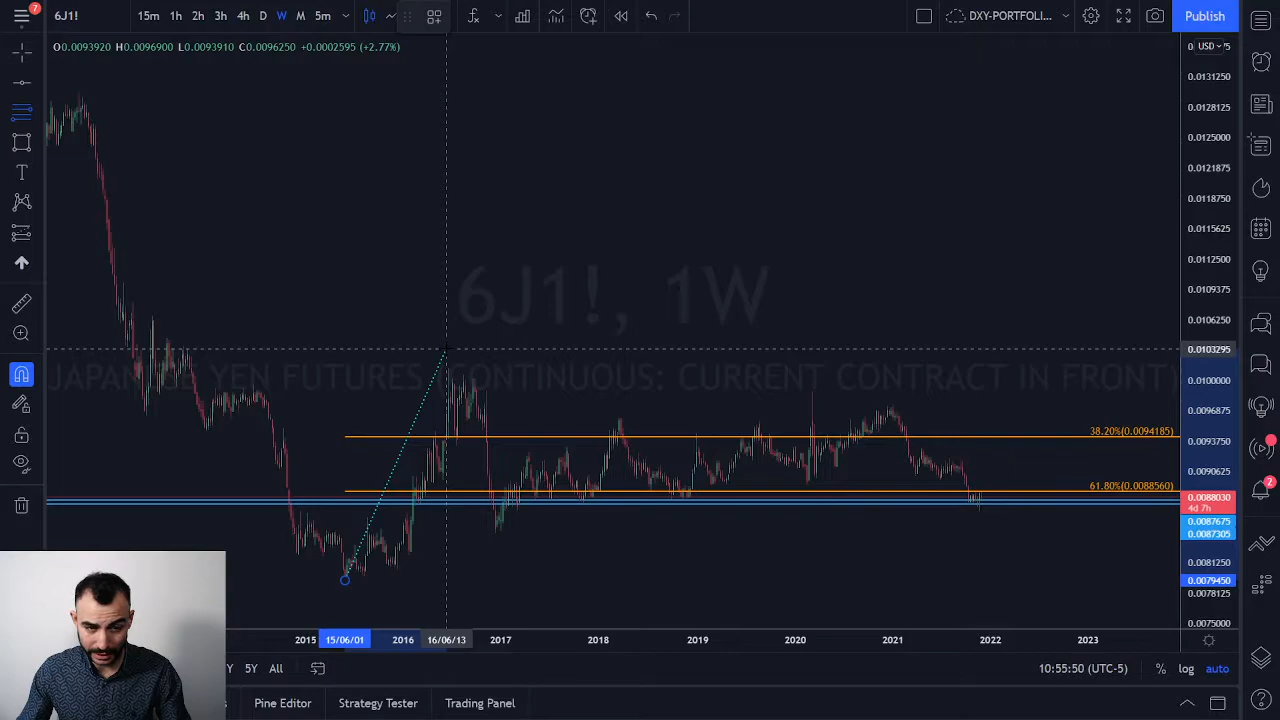 7
6J1!
15m 1h 2h 3h 4h D W M 5m
DXY-PORTFOLIO...
Publish
O0.0093920 H0.0096900 L0.0093910 C0.0096250 +0.0002595 (+2.77%)
USD
0.0131250
0.0128125
0.0125000
0.0121875
0.0118750
0.0115625
0.0112500
0.0109375
0.0106250
0.0103295
0.0100000
0.0096875
0.0093750
0.0090625
0.0088030
4d 7h
0.0087675
0.0087305
0.0081250
0.0079450
0.0078125
0.0075000
6J1!, 1W
JAPANESE YEN FUTURES (CONTINUOUS: CURRENT CONTRACT IN FRONT)
38.20%(0.0094185)
61.80%(0.0088560)
2
2015 15/06/01 2016 16/06/13 2017 2018 2019 2020 2021 2022 2023
Y 5Y All
10:55:50 (UTC-5) % log auto
Pine Editor Strategy Tester Trading Panel